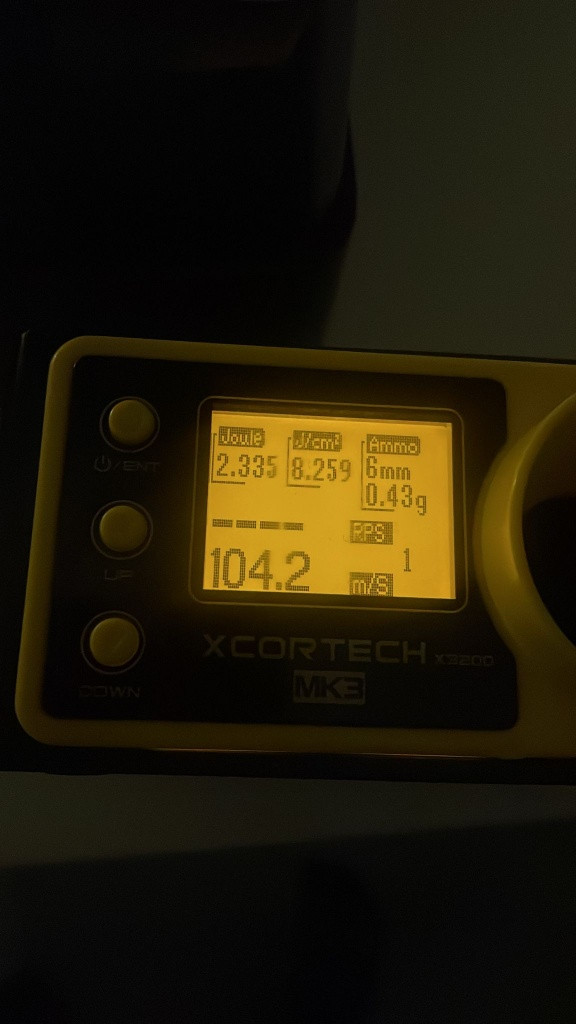 Joule J/cm² Ammo
2.335 8.259 6mm
0.43g
---- PPS
104.2 1
m/S
⏻/ENT
UP
DOWN
XCORTECH X3200
MK3